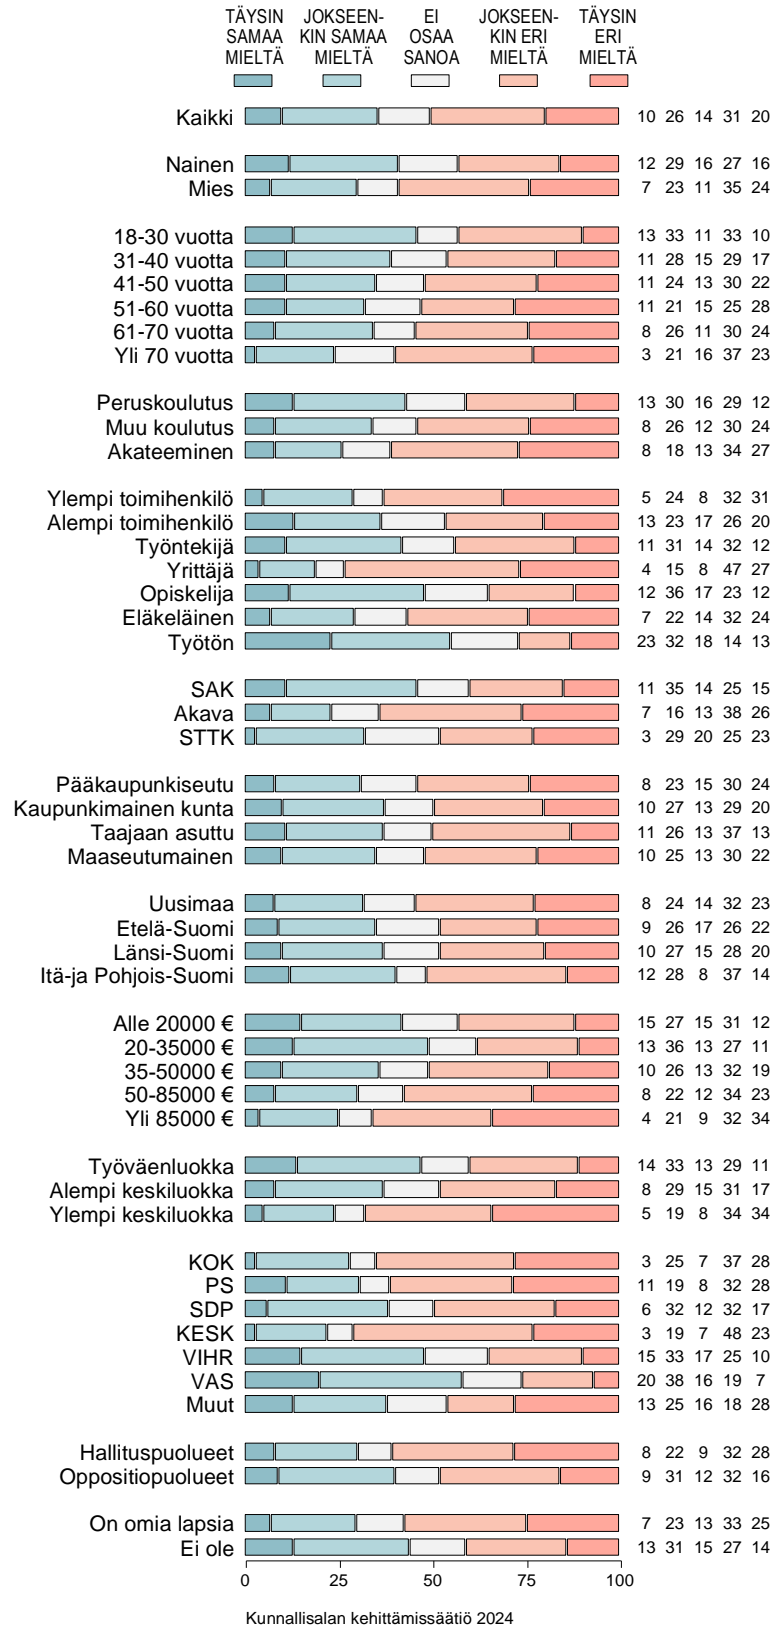 TÄYSIN SAMAA MIELTÄ
JOKSEEN-KIN SAMAA MIELTÄ
EI OSAA SANOA
JOKSEEN-KIN ERI MIELTÄ
TÄYSIN ERI MIELTÄ
Kaikki 10 26 14 31 20
Nainen 12 29 16 27 16
Mies 7 23 11 35 24
18-30 vuotta 13 33 11 33 10
31-40 vuotta 11 28 15 29 17
41-50 vuotta 11 24 13 30 22
51-60 vuotta 11 21 15 25 28
61-70 vuotta 8 26 11 30 24
Yli 70 vuotta 3 21 16 37 23
Peruskoulutus 13 30 16 29 12
Muu koulutus 8 26 12 30 24
Akateeminen 8 18 13 34 27
Ylempi toimihenkilö 5 24 8 32 31
Alempi toimihenkilö 13 23 17 26 20
Työntekijä 11 31 14 32 12
Yrittäjä 4 15 8 47 27
Opiskelija 12 36 17 23 12
Eläkeläinen 7 22 14 32 24
Työtön 23 32 18 14 13
SAK 11 35 14 25 15
Akava 7 16 13 38 26
STTK 3 29 20 25 23
Pääkaupunkiseutu 8 23 15 30 24
Kaupunkimainen kunta 10 27 13 29 20
Taajaan asuttu 11 26 13 37 13
Maaseutumainen 10 25 13 30 22
Uusimaa 8 24 14 32 23
Etelä-Suomi 9 26 17 26 22
Länsi-Suomi 10 27 15 28 20
Itä-ja Pohjois-Suomi 12 28 8 37 14
Alle 20000 € 15 27 15 31 12
20-35000 € 13 36 13 27 11
35-50000 € 10 26 13 32 19
50-85000 € 8 22 12 34 23
Yli 85000 € 4 21 9 32 34
Työväenluokka 14 33 13 29 11
Alempi keskiluokka 8 29 15 31 17
Ylempi keskiluokka 5 19 8 34 34
KOK 3 25 7 37 28
PS 11 19 8 32 28
SDP 6 32 12 32 17
KESK 3 19 7 48 23
VIHR 15 33 17 25 10
VAS 20 38 16 19 7
Muut 13 25 16 18 28
Hallituspuolueet 8 22 9 32 28
Oppositiopuolueet 9 31 12 32 16
On omia lapsia 7 23 13 33 25
Ei ole 13 31 15 27 14
0 25 50 75 100
Kunnallisalan kehittämissäätiö 2024